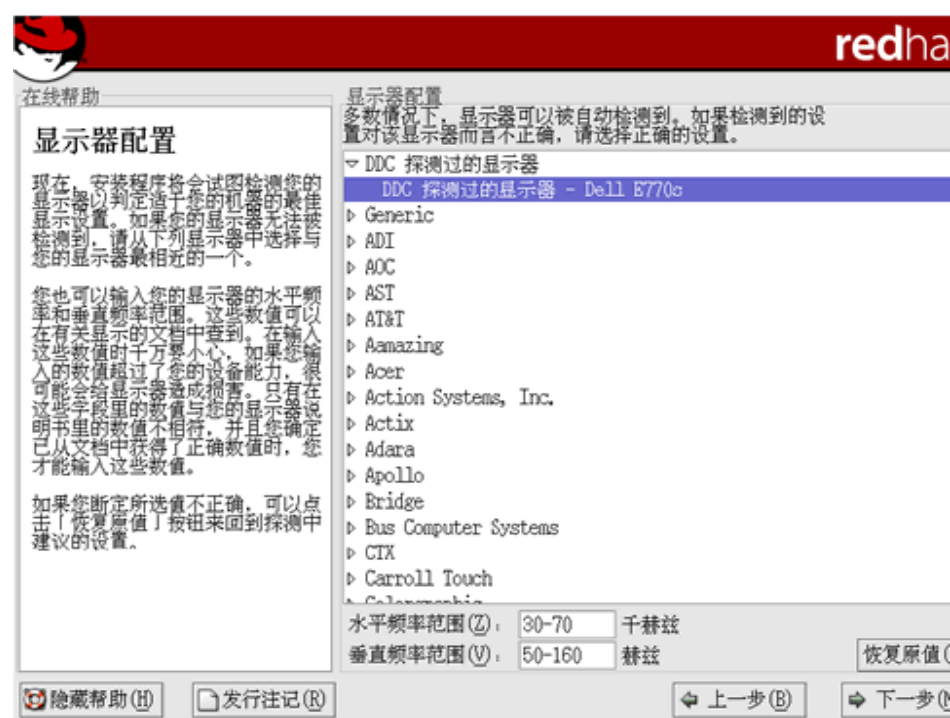 redha
在线帮助
显示器配置
现在，安装程序将会试图检测您的
显示器以判定适于您的机器的最佳
显示设置。如果您的显示器无法被
检测到，请从下列显示器中选择与
您的显示器最相近的一个。
您也可以输入您的显示器的水平频
率和垂直频率范围。这些数值可以
在有关显示的文档中查到。在输入
这些数值时千万要小心，如果您输
入的数值超过了您的设备能力，很
可能会给显示器造成损害。只有在
这些字段里的数值与您的显示器说
明书里的数值不相符，并且您确定
已从文档中获得了正确数值时，您
才能输入这些数值。
如果您断定所选值不正确，可以点
击「恢复原值」按钮来回到探测中
建议的设置。
显示器配置
多数情况下，显示器可以被自动检测到。如果检测到的设
置对该显示器而言不正确，请选择正确的设置。
DDC 探测过的显示器
DDC 探测过的显示器 - Dell E770s
Generic
ADI
AOC
AST
AT&T
Aamazing
Acer
Action Systems, Inc.
Actix
Adara
Apollo
Bridge
Bus Computer Systems
CTX
Carroll Touch
水平频率范围(Z)： 30-70 千赫兹
垂直频率范围(V)： 50-160 赫兹
恢复原值(
隐藏帮助(H)
发行注记(R)
上一步(B)
下一步(N